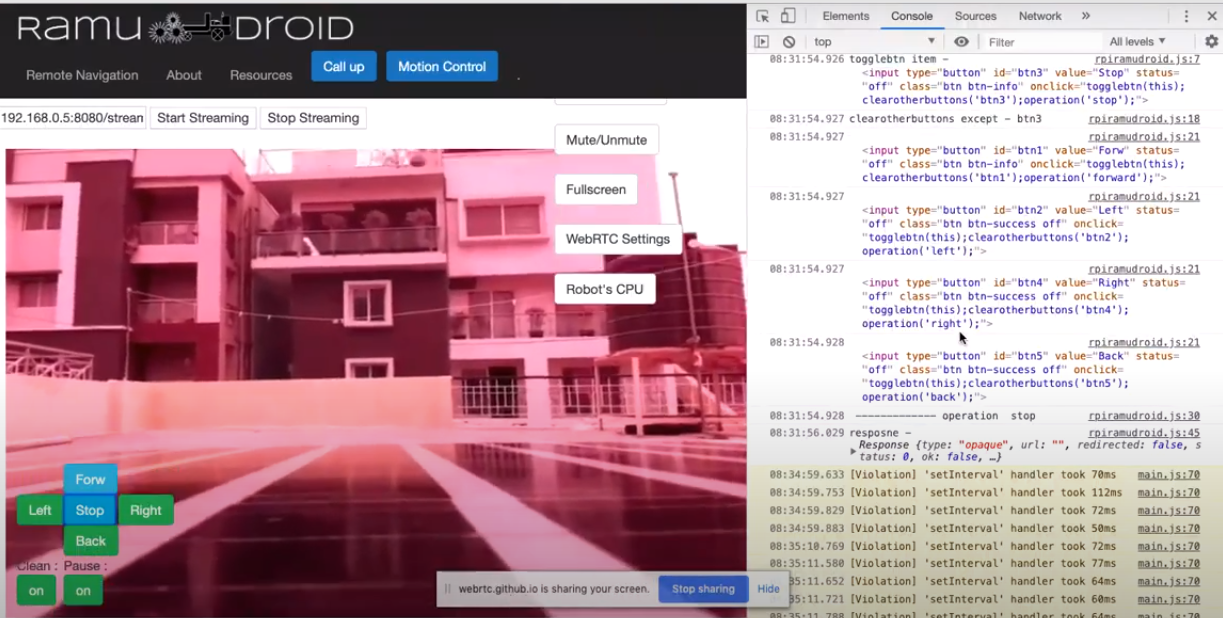 RAMU DROID
Remote Navigation About Resources Call up Motion Control .
192.168.0.5:8080/strean Start Streaming Stop Streaming
Mute/Unmute
Fullscreen
WebRTC Settings
Robot's CPU
Forw
Left Stop Right
Back
Clean : Pause :
on on
webrtc.github.io is sharing your screen. Stop sharing Hide
Elements Console Sources Network »
top Filter All levels
08:31:54.926 togglebtn item – rpiramudroid.js:7
<input type="button" id="btn3" value="Stop" status=
"off" class="btn btn-info" onclick="togglebtn(this);
clearotherbuttons('btn3');operation('stop');">
08:31:54.927 clearotherbuttons except – btn3 rpiramudroid.js:18
08:31:54.927 rpiramudroid.js:21
<input type="button" id="btn1" value="Forw" status=
"off" class="btn btn-info" onclick="togglebtn(this);
clearotherbuttons('btn1');operation('forward');">
08:31:54.927 rpiramudroid.js:21
<input type="button" id="btn2" value="Left" status=
"off" class="btn btn-success off" onclick=
"togglebtn(this);clearotherbuttons('btn2');
operation('left');">
08:31:54.927 rpiramudroid.js:21
<input type="button" id="btn4" value="Right" status=
"off" class="btn btn-success off" onclick=
"togglebtn(this);clearotherbuttons('btn4');
operation('right');">
08:31:54.928 rpiramudroid.js:21
<input type="button" id="btn5" value="Back" status=
"off" class="btn btn-success off" onclick=
"togglebtn(this);clearotherbuttons('btn5');
operation('back');">
08:31:54.928 ------------- operation stop rpiramudroid.js:30
08:31:56.029 resposne – rpiramudroid.js:45
Response {type: "opaque", url: "", redirected: false, s
tatus: 0, ok: false, …}
08:34:59.633 [Violation] 'setInterval' handler took 70ms main.js:70
08:34:59.753 [Violation] 'setInterval' handler took 112ms main.js:70
08:34:59.829 [Violation] 'setInterval' handler took 72ms main.js:70
08:34:59.883 [Violation] 'setInterval' handler took 50ms main.js:70
08:35:10.769 [Violation] 'setInterval' handler took 72ms main.js:70
08:35:11.580 [Violation] 'setInterval' handler took 77ms main.js:70
35:11.652 [Violation] 'setInterval' handler took 64ms main.js:70
35:11.721 [Violation] 'setInterval' handler took 60ms main.js:70
[Violation] 'setInterval' handler took 64ms main.js:70